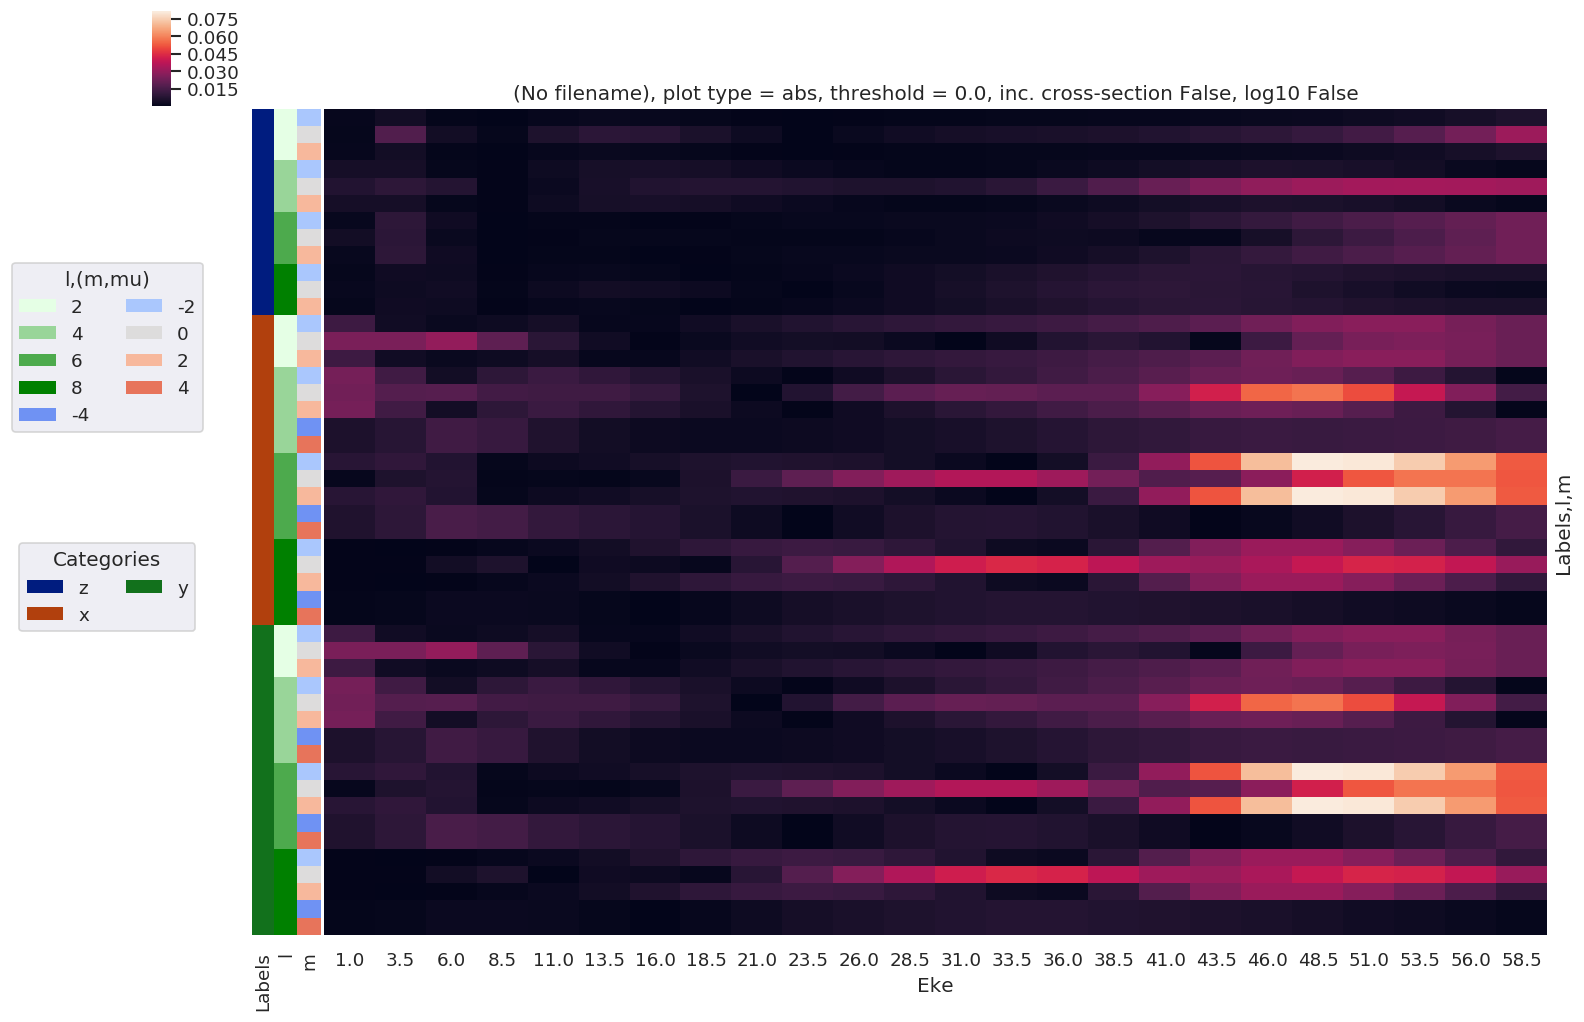 0.075
0.060
0.045
0.030
0.015
(No filename), plot type = abs, threshold = 0.0, inc. cross-section False, log10 False
l,(m,mu)
2 -2
4 0
6 2
8 4
-4
Categories
z y
x
Labels,l,m
1.0 3.5 6.0 8.5 11.0 13.5 16.0 18.5 21.0 23.5 26.0 28.5 31.0 33.5 36.0 38.5 41.0 43.5 46.0 48.5 51.0 53.5 56.0 58.5
Labels
l
m
Eke